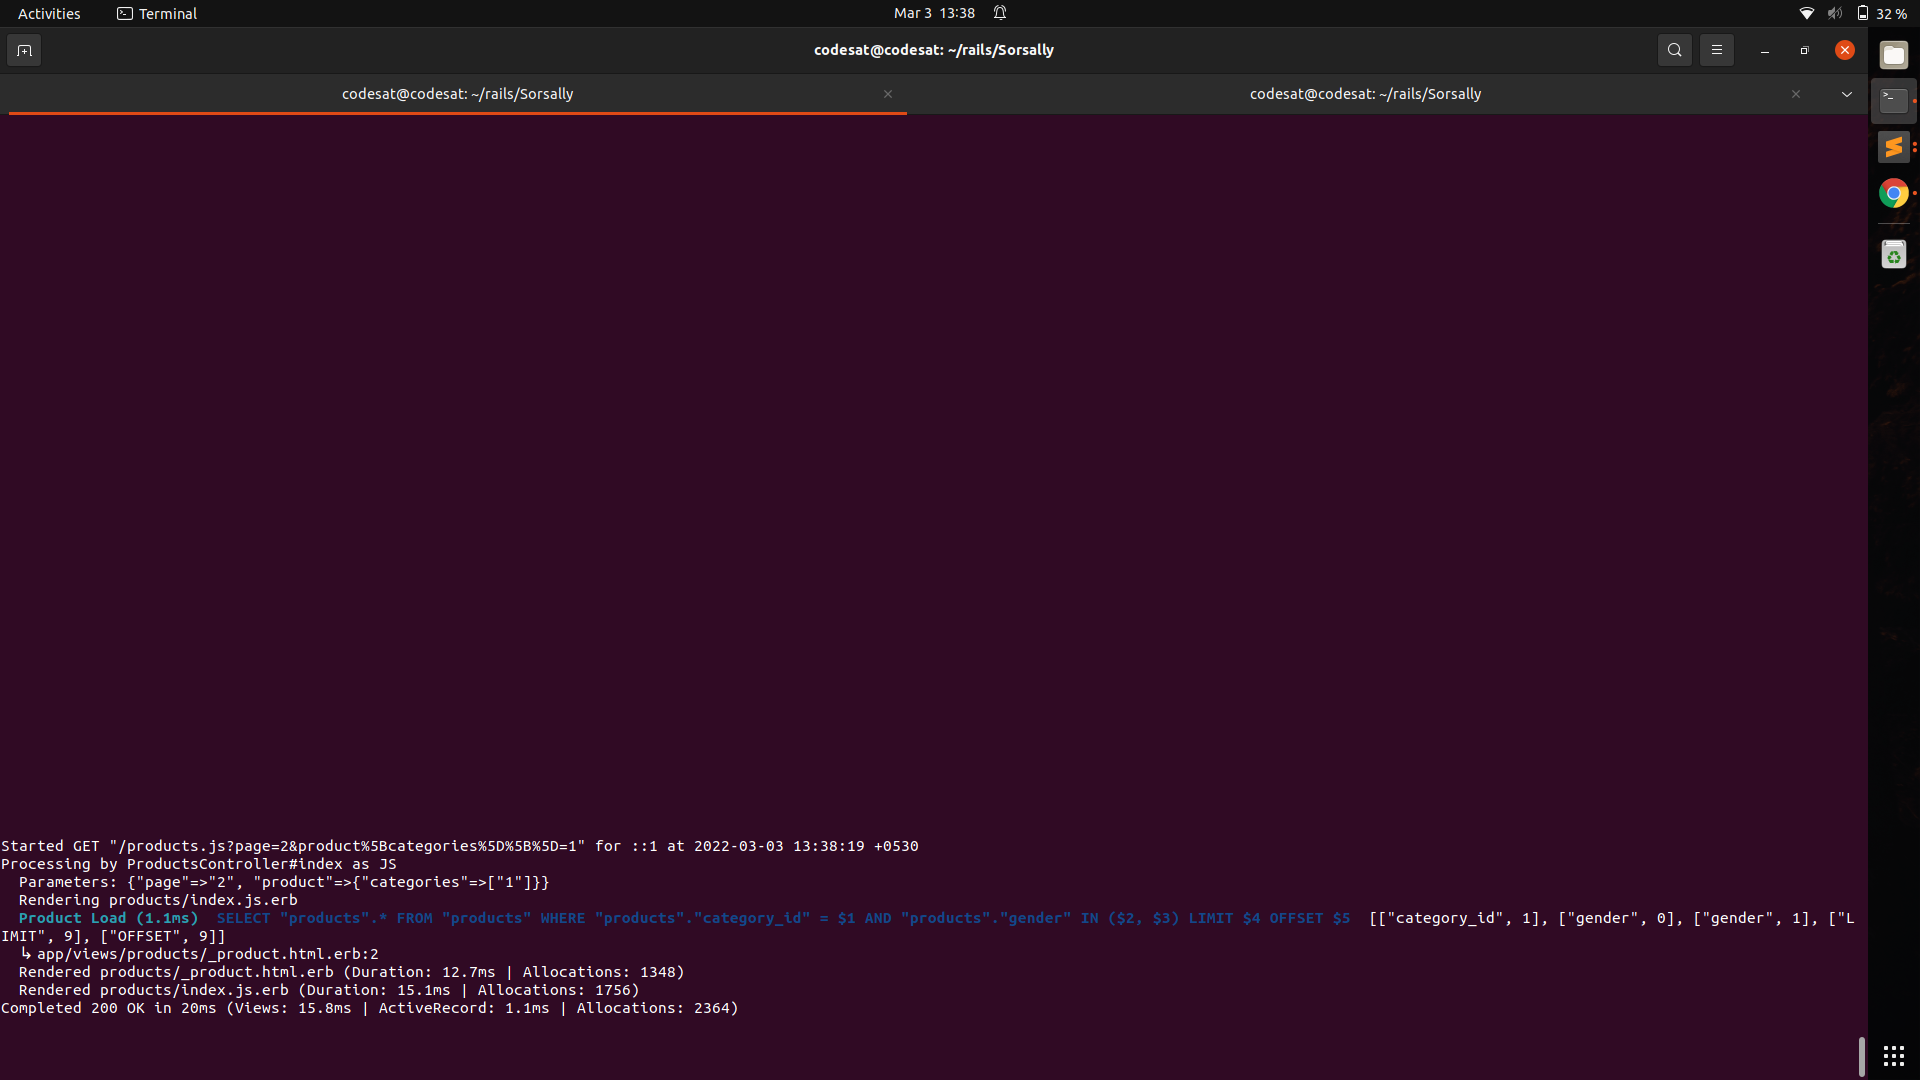 Activities Terminal Mar 3 13:38 32 %
codesat@codesat: ~/rails/Sorsally
codesat@codesat: ~/rails/Sorsally codesat@codesat: ~/rails/Sorsally
Started GET "/products.js?page=2&product%5Bcategories%5D%5B%5D=1" for ::1 at 2022-03-03 13:38:19 +0530
Processing by ProductsController#index as JS
  Parameters: {"page"=>"2", "product"=>{"categories"=>["1"]}}
  Rendering products/index.js.erb
  Product Load (1.1ms)  SELECT "products".* FROM "products" WHERE "products"."category_id" = $1 AND "products"."gender" IN ($2, $3) LIMIT $4 OFFSET $5  [["category_id", 1], ["gender", 0], ["gender", 1], ["L
IMIT", 9], ["OFFSET", 9]]
  ↳ app/views/products/_product.html.erb:2
  Rendered products/_product.html.erb (Duration: 12.7ms | Allocations: 1348)
  Rendered products/index.js.erb (Duration: 15.1ms | Allocations: 1756)
Completed 200 OK in 20ms (Views: 15.8ms | ActiveRecord: 1.1ms | Allocations: 2364)